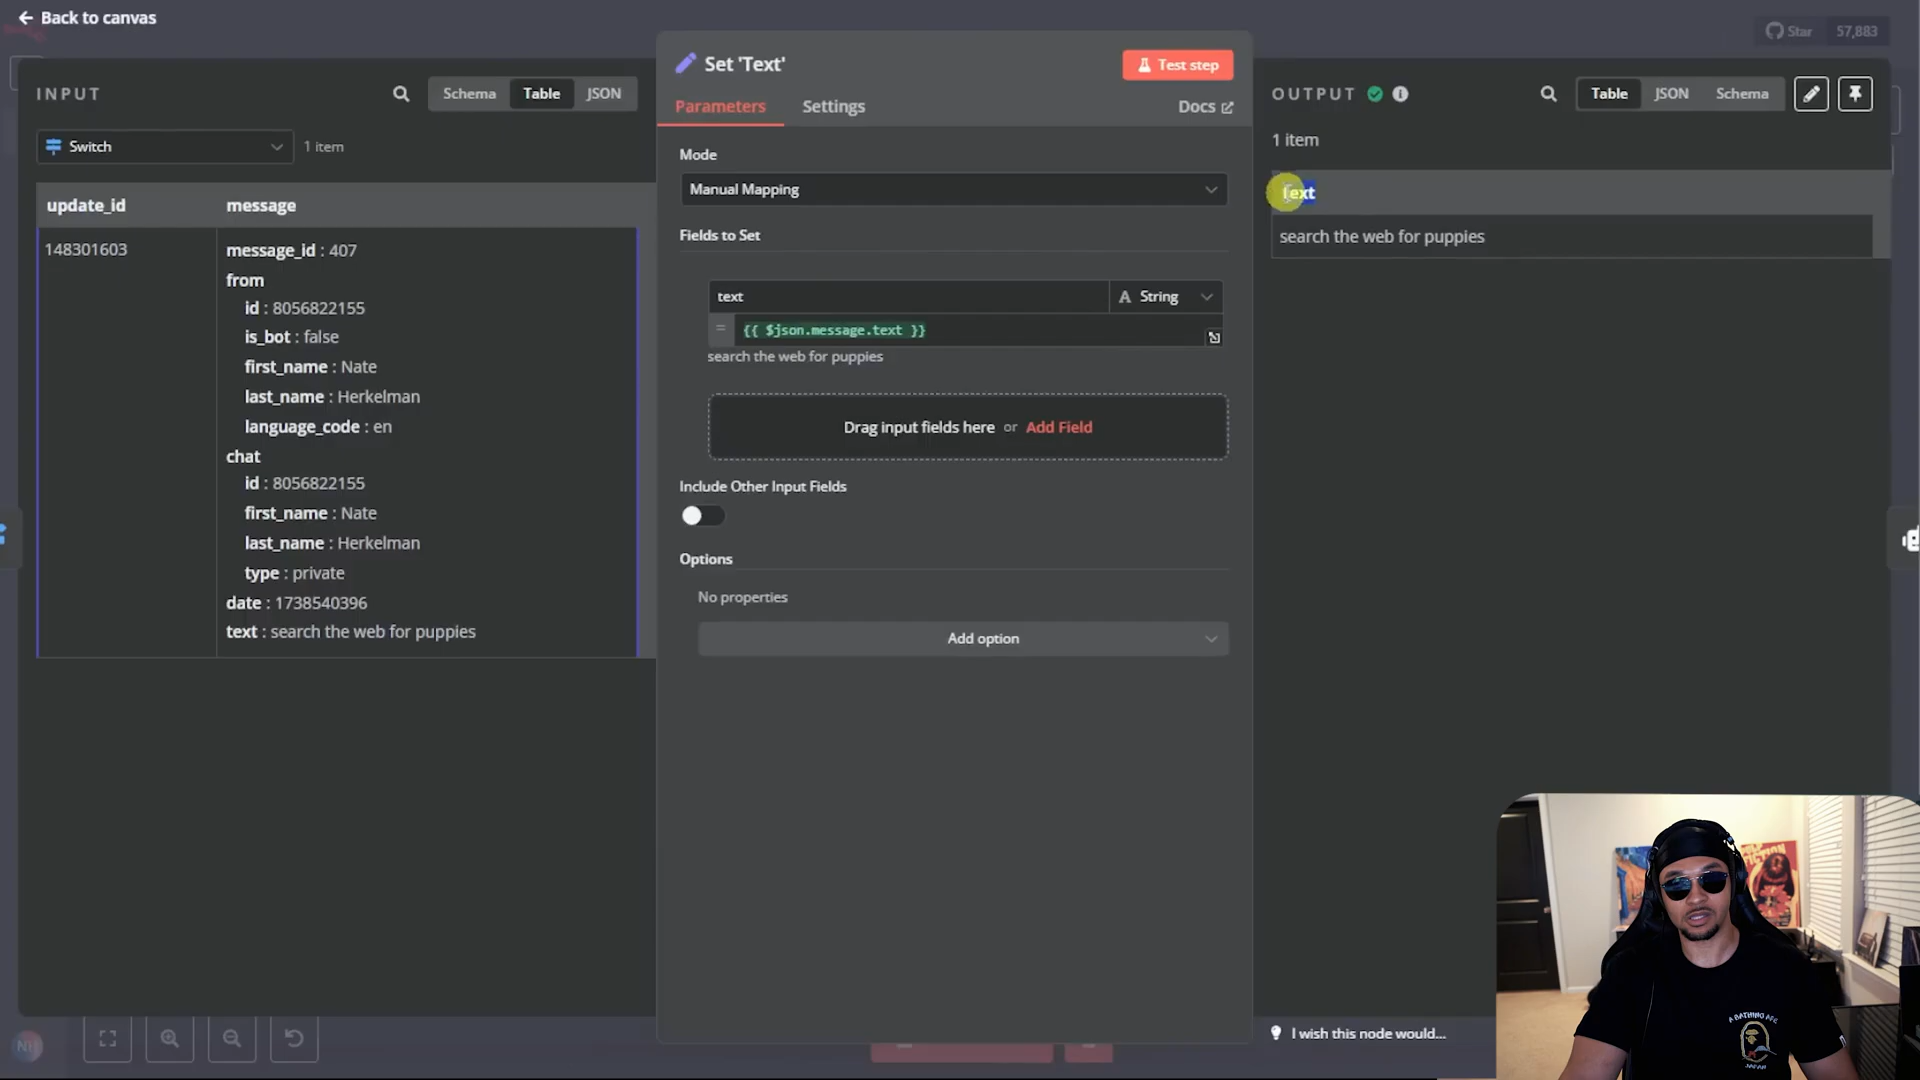 Back to canvas
Star 57,883
INPUT
Schema Table JSON
Switch 1 item
update_id message
148301603
message_id : 407
from
id : 8056822155
is_bot : false
first_name : Nate
last_name : Herkelman
language_code : en
chat
id : 8056822155
first_name : Nate
last_name : Herkelman
type : private
date : 1738540396
text : search the web for puppies
Set 'Text'
Test step
Parameters Settings Docs
Mode
Manual Mapping
Fields to Set
text A String
= {{ $json.message.text }}
search the web for puppies
Drag input fields here or Add Field
Include Other Input Fields
Options
No properties
Add option
OUTPUT
Table JSON Schema
1 item
text
search the web for puppies
I wish this node would...
NH
A BATHING APE
JAPAN